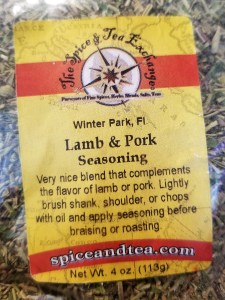 The Spice & Tea Exchange
Purveyors of Fine Spices, Herbs, Blends, Salts, Teas
Winter Park, Fl
Lamb & Pork
Seasoning
Very nice blend that complements
the flavor of lamb or pork. Lightly
brush shank, shoulder, or chops
with oil and apply seasoning before
braising or roasting.
spiceandtea.com
Net Wt. 4 oz. (113g)